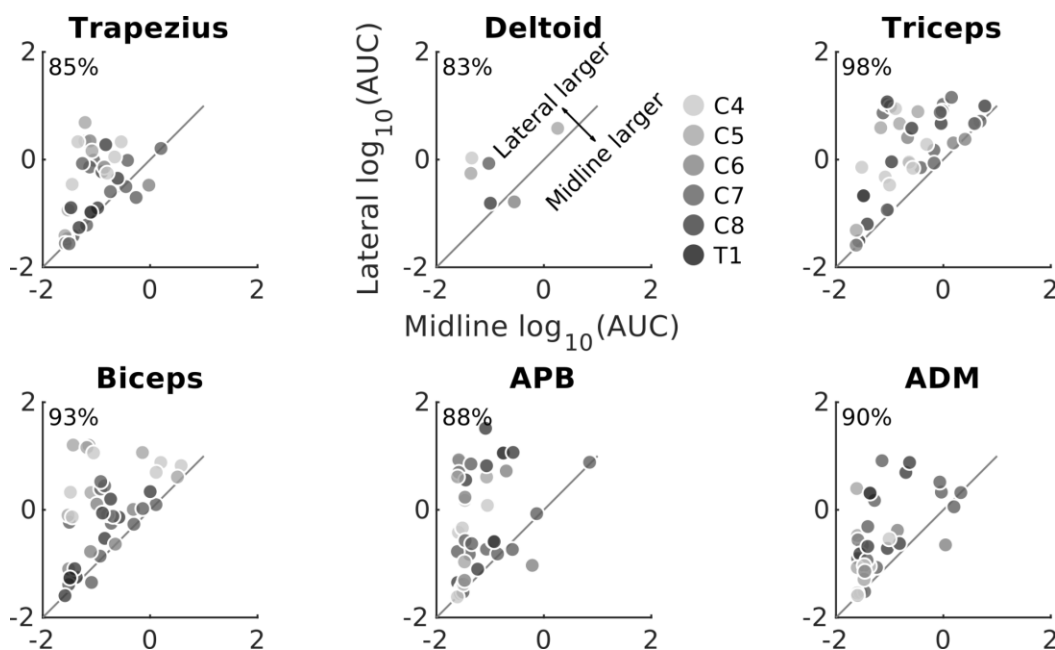 Trapezius
Deltoid
Triceps
2
0
-2
85%
-2
0
2
Lateral log10(AUC)
2
0
-2
83%
Lateral larger
Midline larger
-2
0
2
Midline log10(AUC)
C4
C5
C6
C7
C8
T1
2
0
-2
98%
-2
0
2
Biceps
APB
ADM
2
0
-2
93%
-2
0
2
2
0
-2
88%
-2
0
2
2
0
-2
90%
-2
0
2